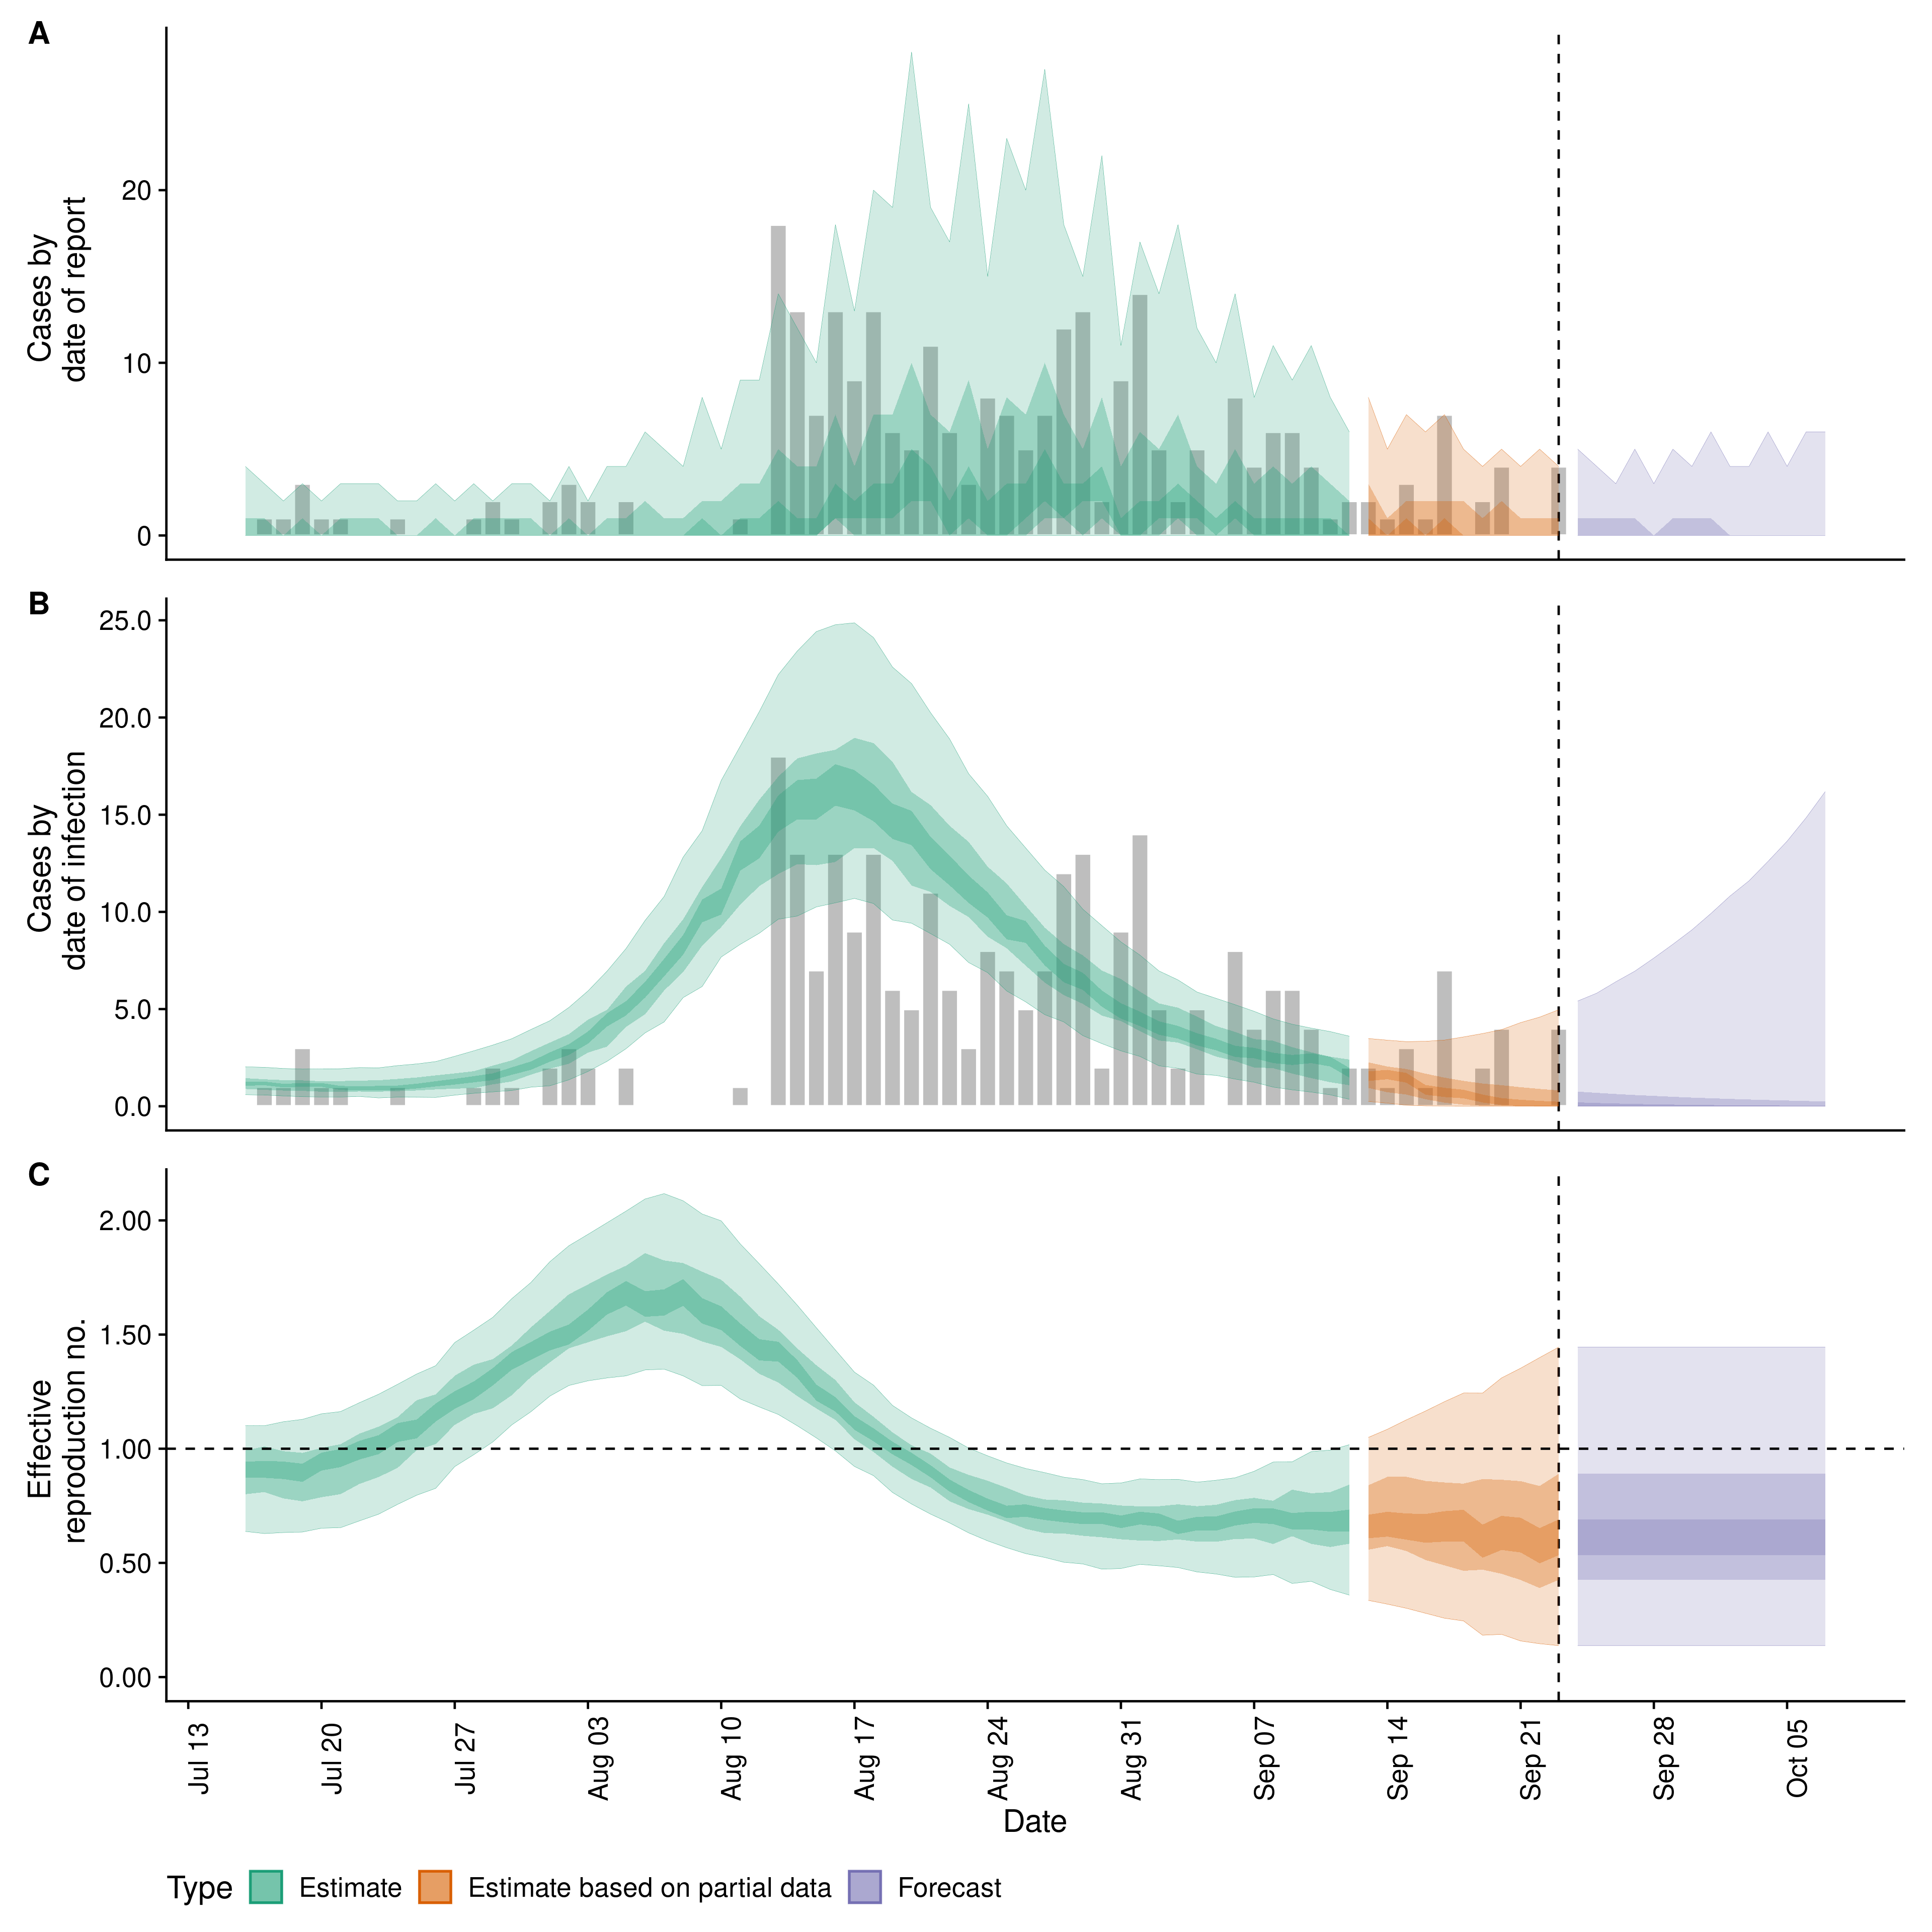 A
Cases by
date of report
20
10
0
B
Cases by
date of infection
25.0
20.0
15.0
10.0
5.0
0.0
C
Effective
reproduction no.
2.00
1.50
1.00
0.50
0.00
Jul 13
Jul 20
Jul 27
Aug 03
Aug 10
Aug 17
Aug 24
Aug 31
Sep 07
Sep 14
Sep 21
Sep 28
Oct 05
Date
Type Estimate Estimate based on partial data Forecast